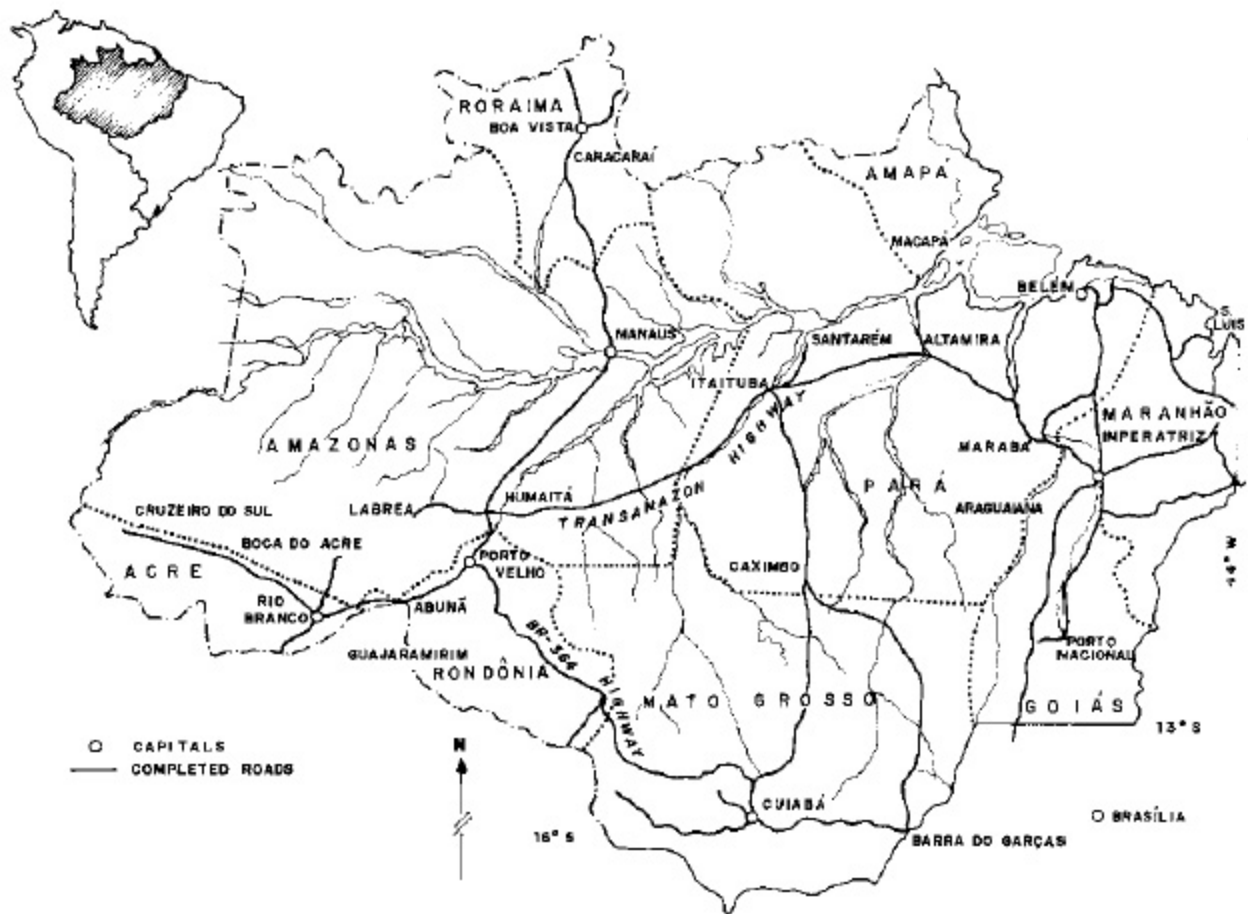 RORAIMA
BOA VISTA
CARACARAÍ
AMAPÁ
MACAPÁ
BELÉM
S. LUIS
MANAUS
SANTARÉM
ALTAMIRA
ITAITUBA
TRANSAMAZON HIGHWAY
MARANHÃO
IMPERATRIZ
MARABÁ
AMAZONAS
PARÁ
LABREA
HUMAITÁ
ARAGUAIANA
CRUZEIRO DO SUL
BOCA DO ACRE
ACRE
PORTO VELHO
CAXIMBO
44° W
RIO BRANCO
ABUNÃ
BR-364 HIGHWAY
GUAJARAMIRIM
RONDÔNIA
PORTO NACIONAL
MATO GROSSO
GOIÁS
13° S
CAPITALS
COMPLETED ROADS
N
CUIABÁ
BRASÍLIA
16° S
BARRA DO GARÇAS